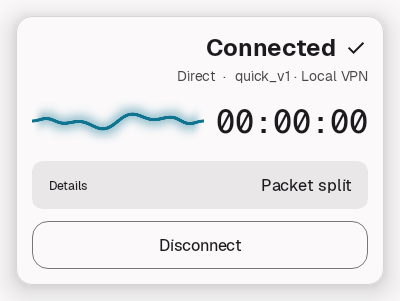 Connected
Direct · quick_v1 · Local VPN
00:00:00
Details Packet split
Disconnect